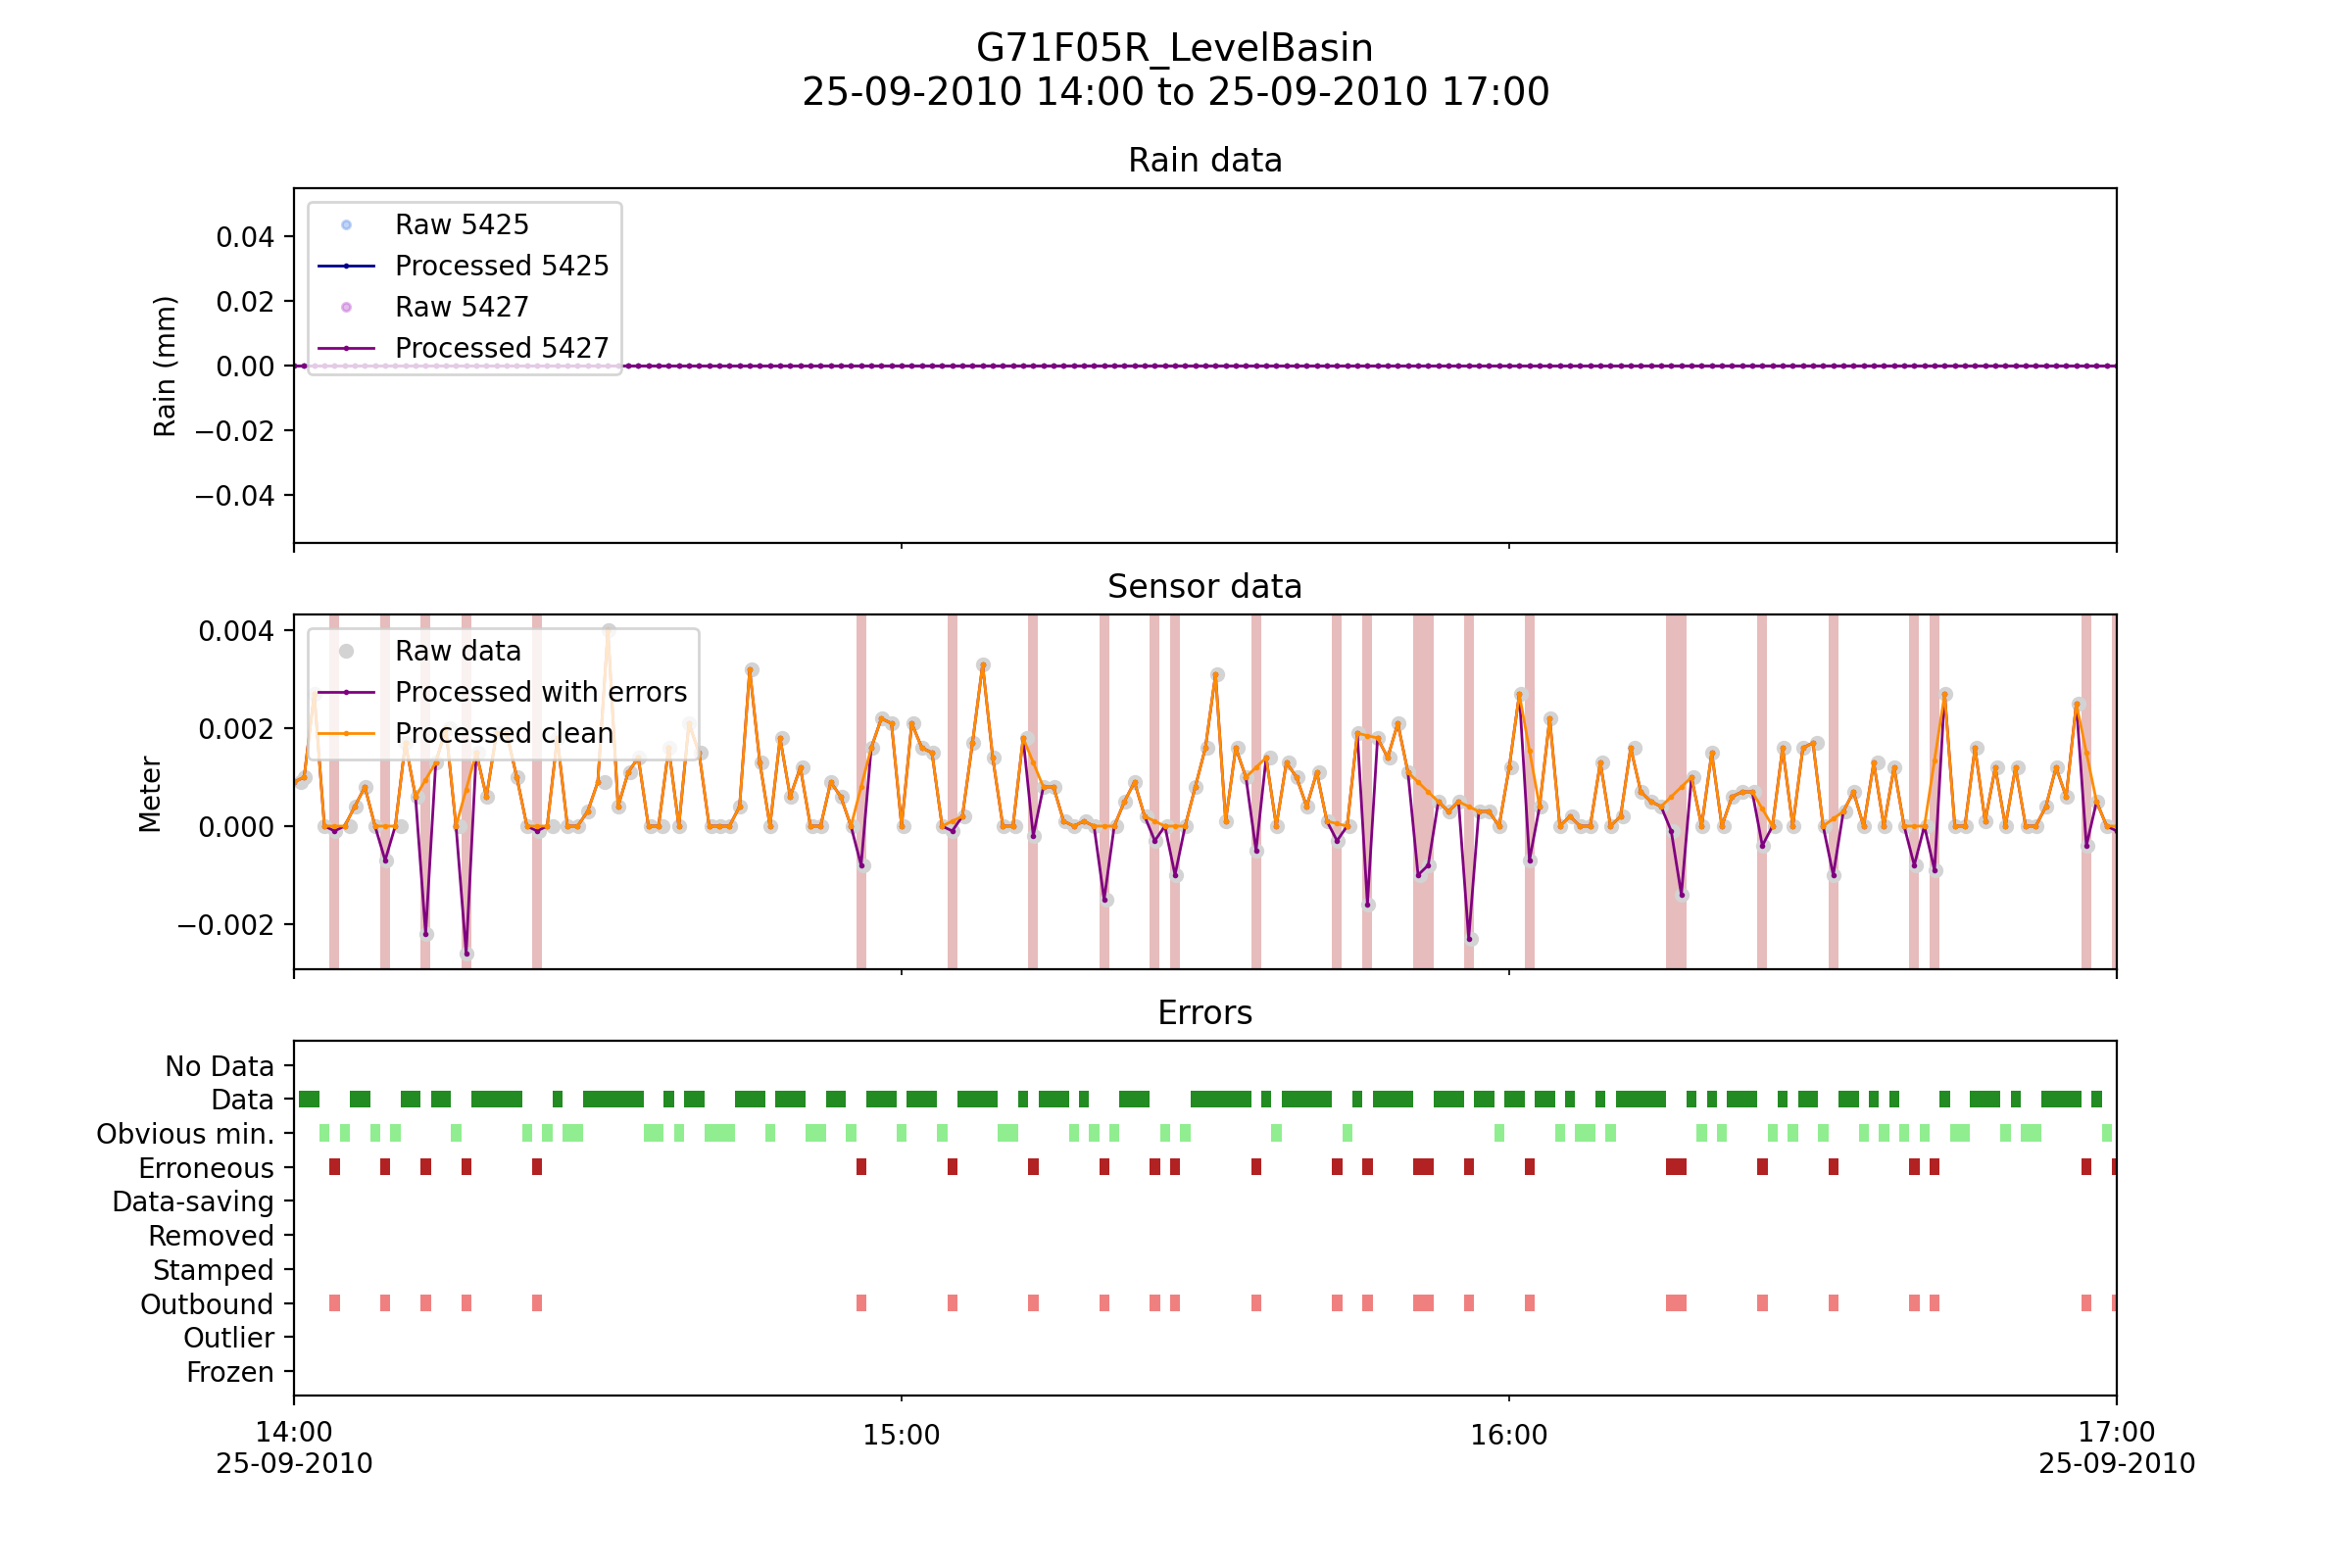 G71F05R_LevelBasin
25-09-2010 14:00 to 25-09-2010 17:00
Rain data
Rain (mm)
0.04
0.02
0.00
−0.02
−0.04
Raw 5425
Processed 5425
Raw 5427
Processed 5427
Sensor data
Meter
0.004
0.002
0.000
−0.002
Raw data
Processed with errors
Processed clean
Errors
No Data
Data
Obvious min.
Erroneous
Data-saving
Removed
Stamped
Outbound
Outlier
Frozen
14:00
25-09-2010
15:00
16:00
17:00
25-09-2010